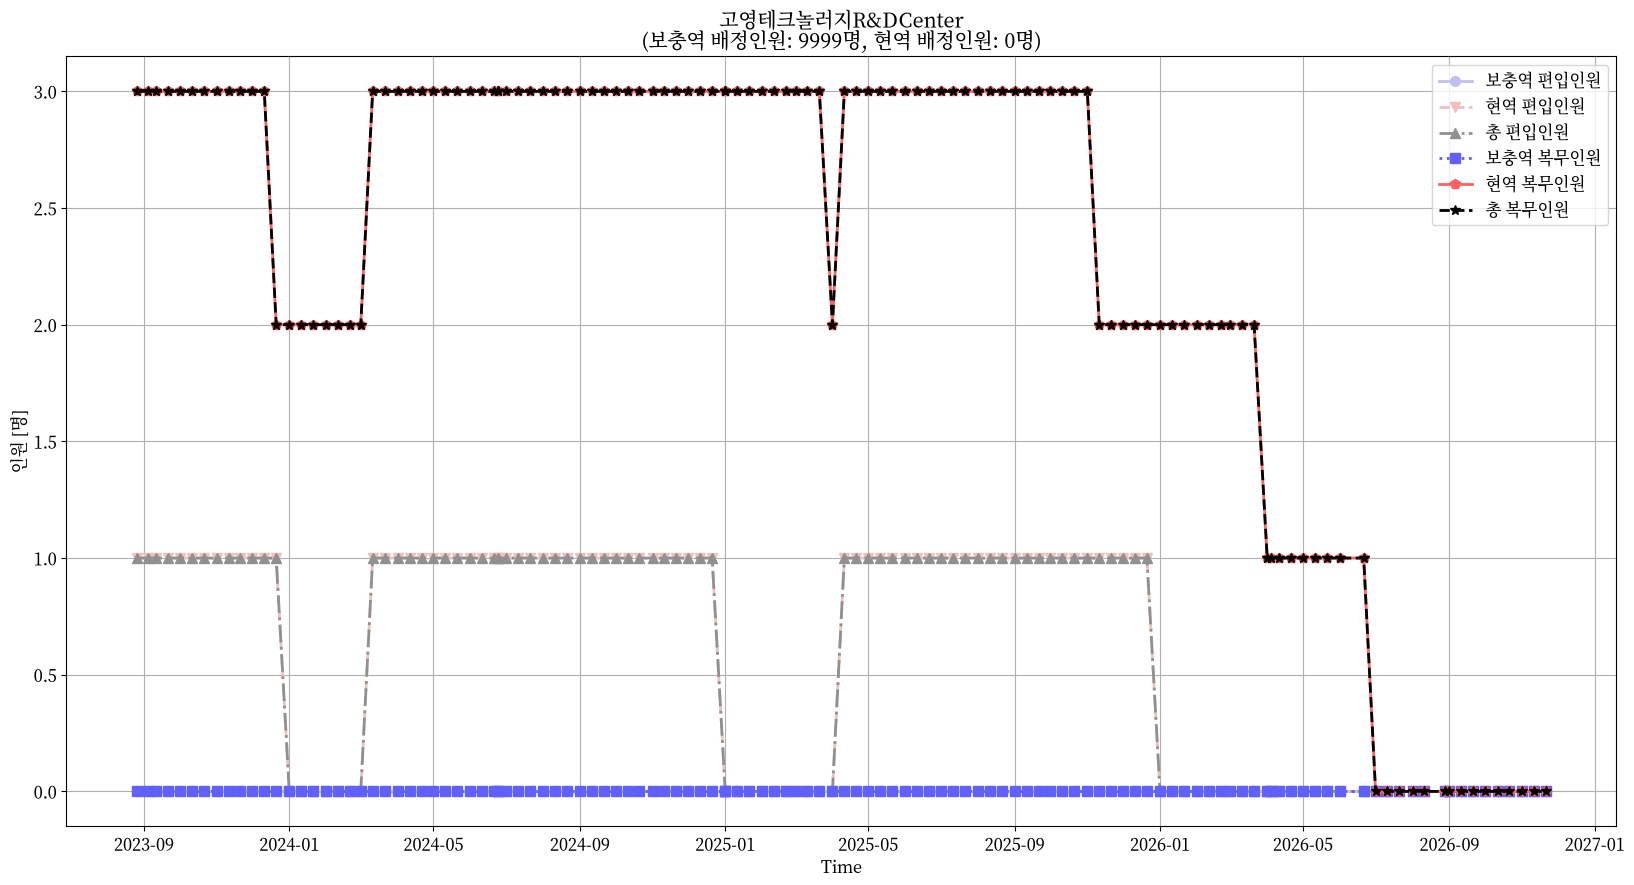 고영테크놀러지R&DCenter
(보충역 배정인원: 9999명, 현역 배정인원: 0명)
보충역 편입인원
현역 편입인원
총 편입인원
보충역 복무인원
현역 복무인원
총 복무인원
인원 [명]
3.0
2.5
2.0
1.5
1.0
0.5
0.0
2023-09 2024-01 2024-05 2024-09 2025-01 2025-05 2025-09 2026-01 2026-05 2026-09 2027-01
Time